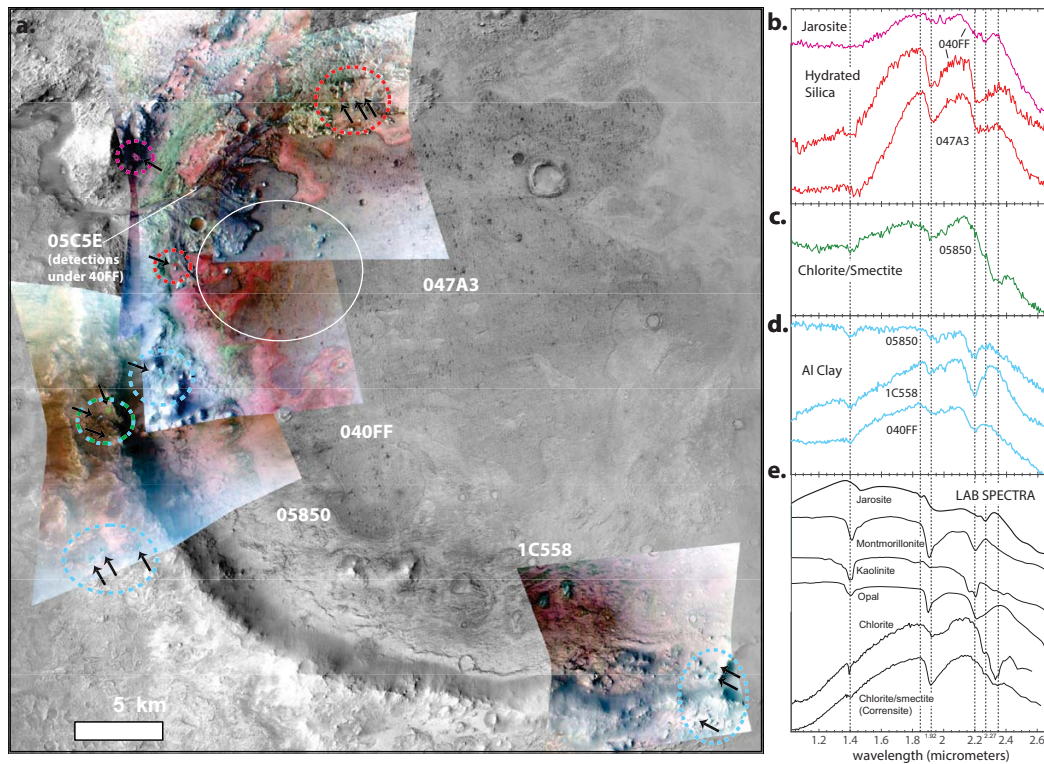 a.
05C5E
(detections
under 40FF)
047A3
040FF
05850
1C558
5 km
b.
Jarosite
040FF
Hydrated
Silica
047A3
c.
05850
Chlorite/Smectite
d.
05850
Al Clay
1C558
040FF
e.
LAB SPECTRA
Jarosite
Montmorillonite
Kaolinite
Opal
Chlorite
Chlorite/smectite
(Corrensite)
1.92 2.27
1.2 1.4 1.6 1.8 2 2.2 2.4 2.6
wavelength (micrometers)